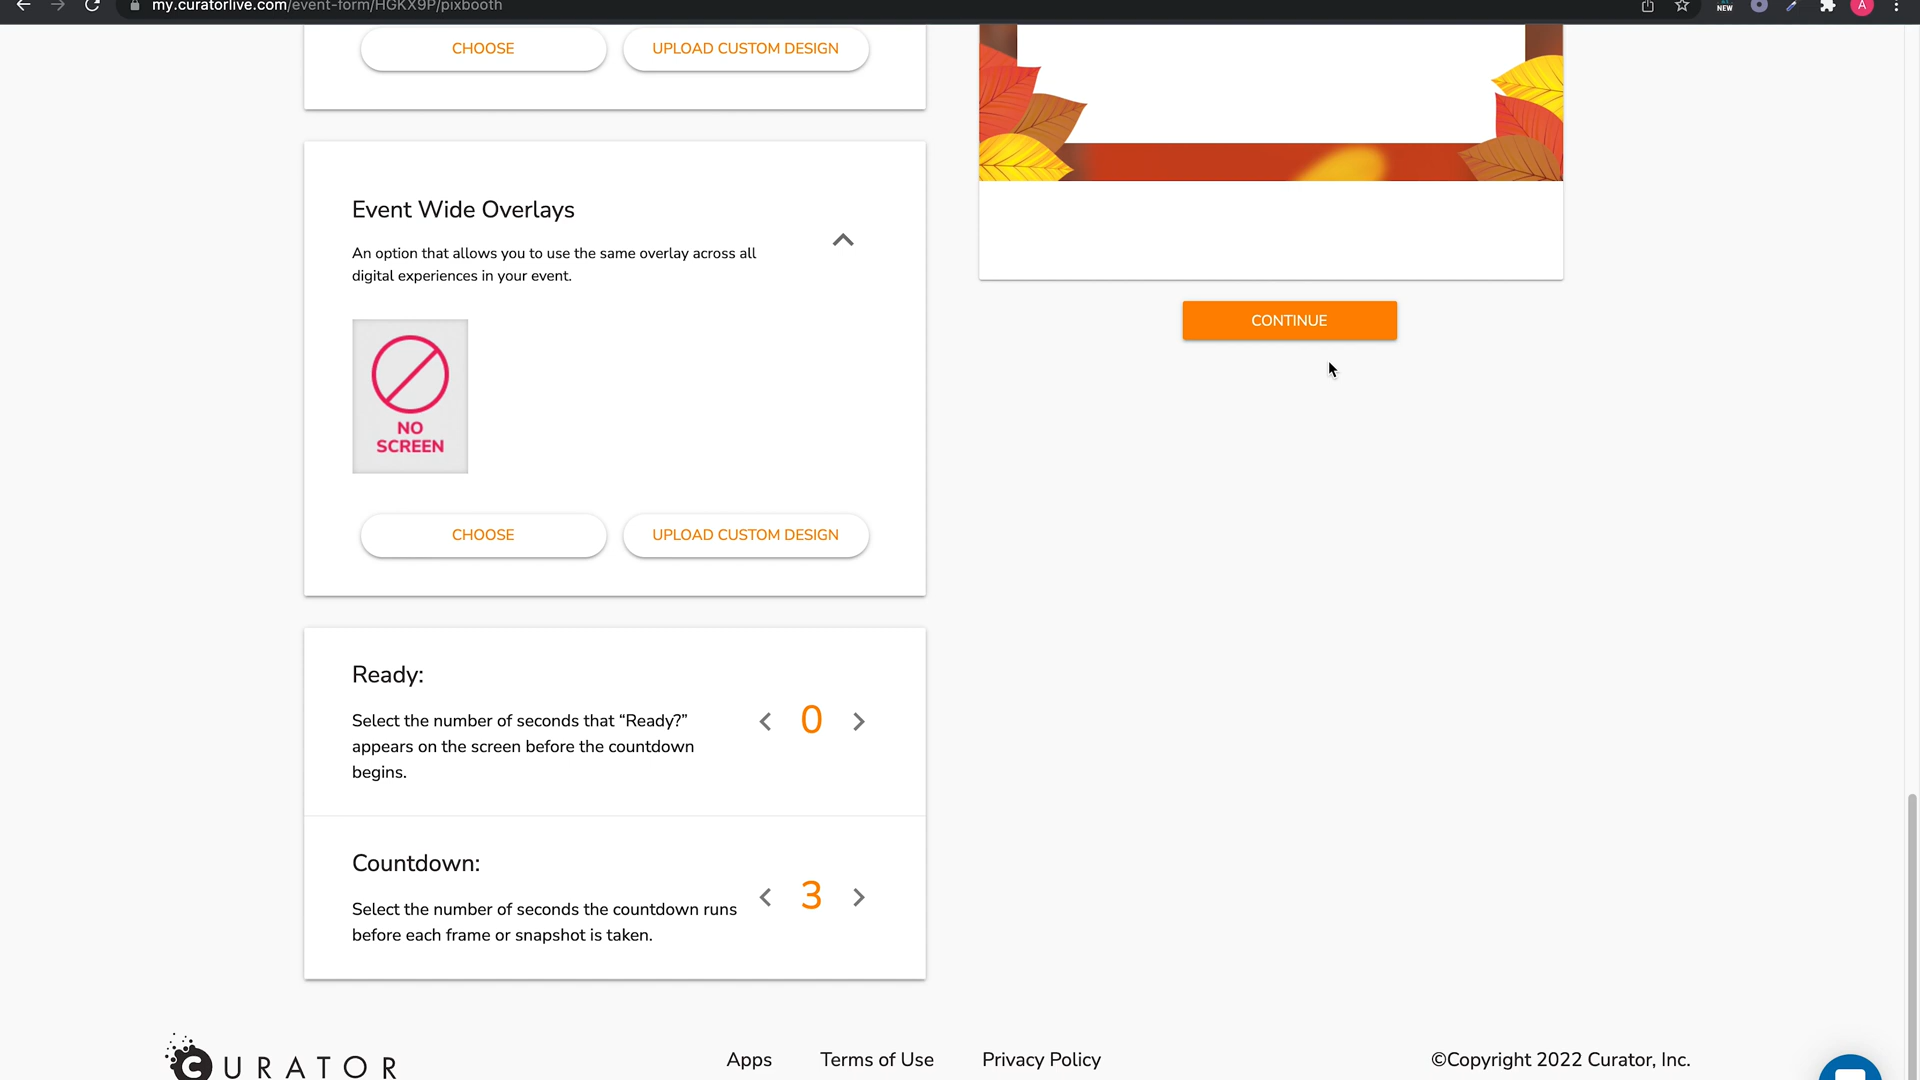 my.curatorlive.com/event-form/HGKX9P/pixbooth
NEW
A
CHOOSE
UPLOAD CUSTOM DESIGN
Event Wide Overlays
An option that allows you to use the same overlay across all
digital experiences in your event.
NO
SCREEN
CHOOSE
UPLOAD CUSTOM DESIGN
CONTINUE
Ready:
Select the number of seconds that “Ready?”
appears on the screen before the countdown
begins.
0
Countdown:
Select the number of seconds the countdown runs
before each frame or snapshot is taken.
3
CURATOR
Apps
Terms of Use
Privacy Policy
©Copyright 2022 Curator, Inc.